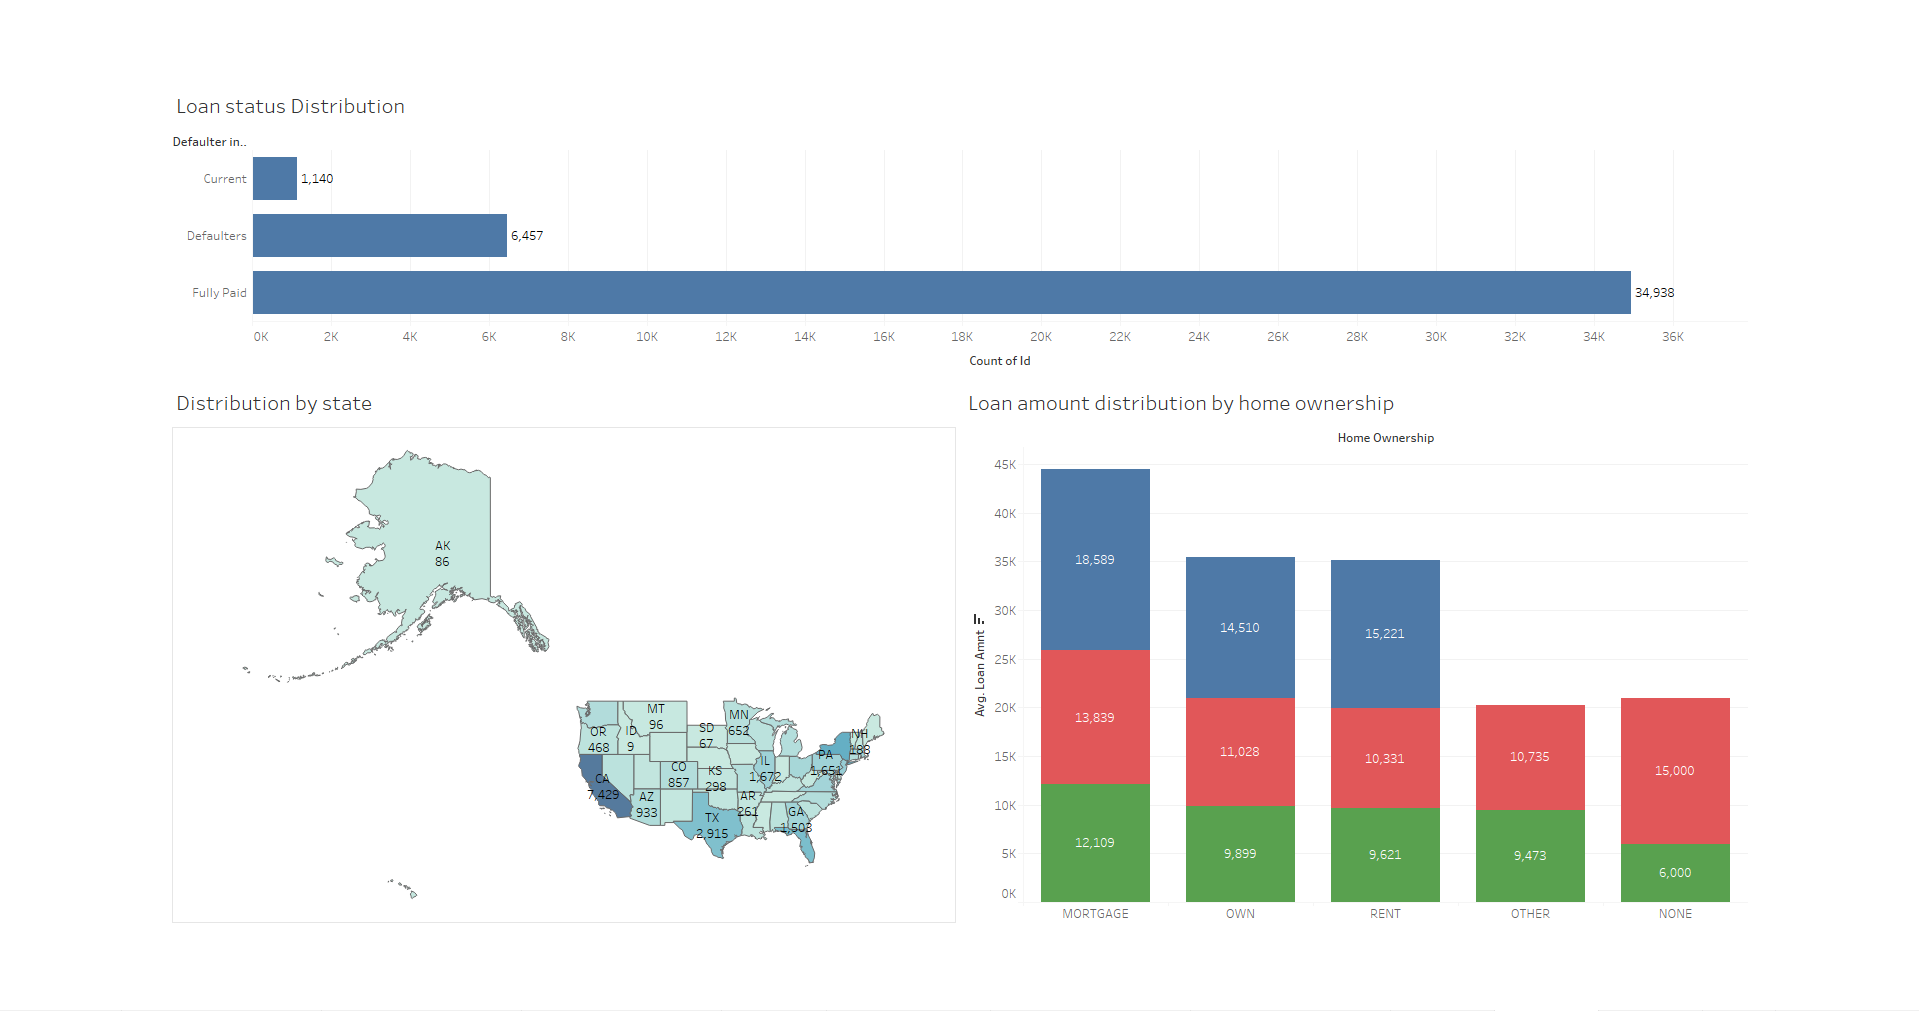 Loan status Distribution
Defaulter in..
Current
1,140
Defaulters
6,457
Fully Paid
34,938
0K 2K 4K 6K 8K 10K 12K 14K 16K 18K 20K 22K 24K 26K 28K 30K 32K 34K 36K
Count of Id
Distribution by state
AK
86
MT
96
OR
468
ID
9
SD
67
MN
652
NH
188
PA
1,651
IL
1,672
CO
857
KS
298
CA
7,429
AZ
933
AR
261
GA
1,503
TX
2,915
Loan amount distribution by home ownership
Home Ownership
Avg. Loan Amnt
45K
40K
35K
30K
25K
20K
15K
10K
5K
0K
18,589
13,839
12,109
14,510
11,028
9,899
15,221
10,331
9,621
10,735
9,473
15,000
6,000
MORTGAGE OWN RENT OTHER NONE